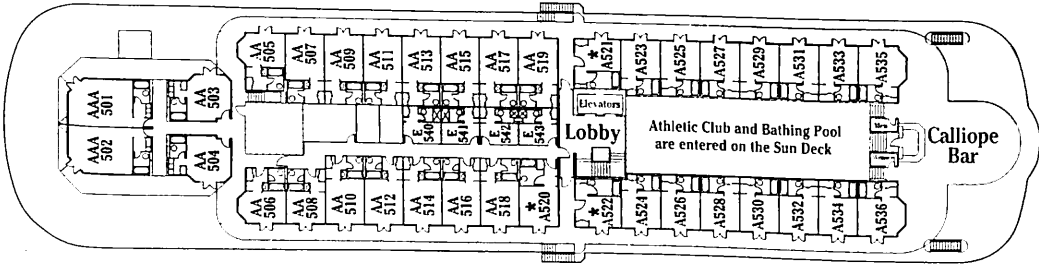 AA 505
AA 507
AA 509
AA 511
AA 513
AA 515
AA 517
AA 519
* A521
A523
A525
A527
A529
A531
A533
A535
AAA 501
AA 503
E 540
E 541
E 542
E 543
Elevators
Lobby
Athletic Club and Bathing Pool
are entered on the Sun Deck
Calliope
Bar
AAA 502
AA 504
AA 506
AA 508
AA 510
AA 512
AA 514
AA 516
AA 518
* A520
* A522
A524
A526
A528
A530
A532
A534
A536